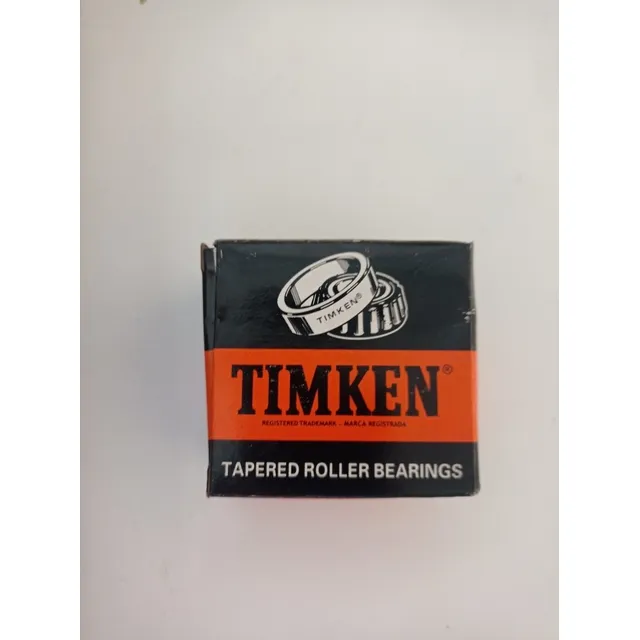 TIMKEN®
TIMKEN®
REGISTERED TRADEMARK - MARCA REGISTRADA
TAPERED ROLLER BEARINGS